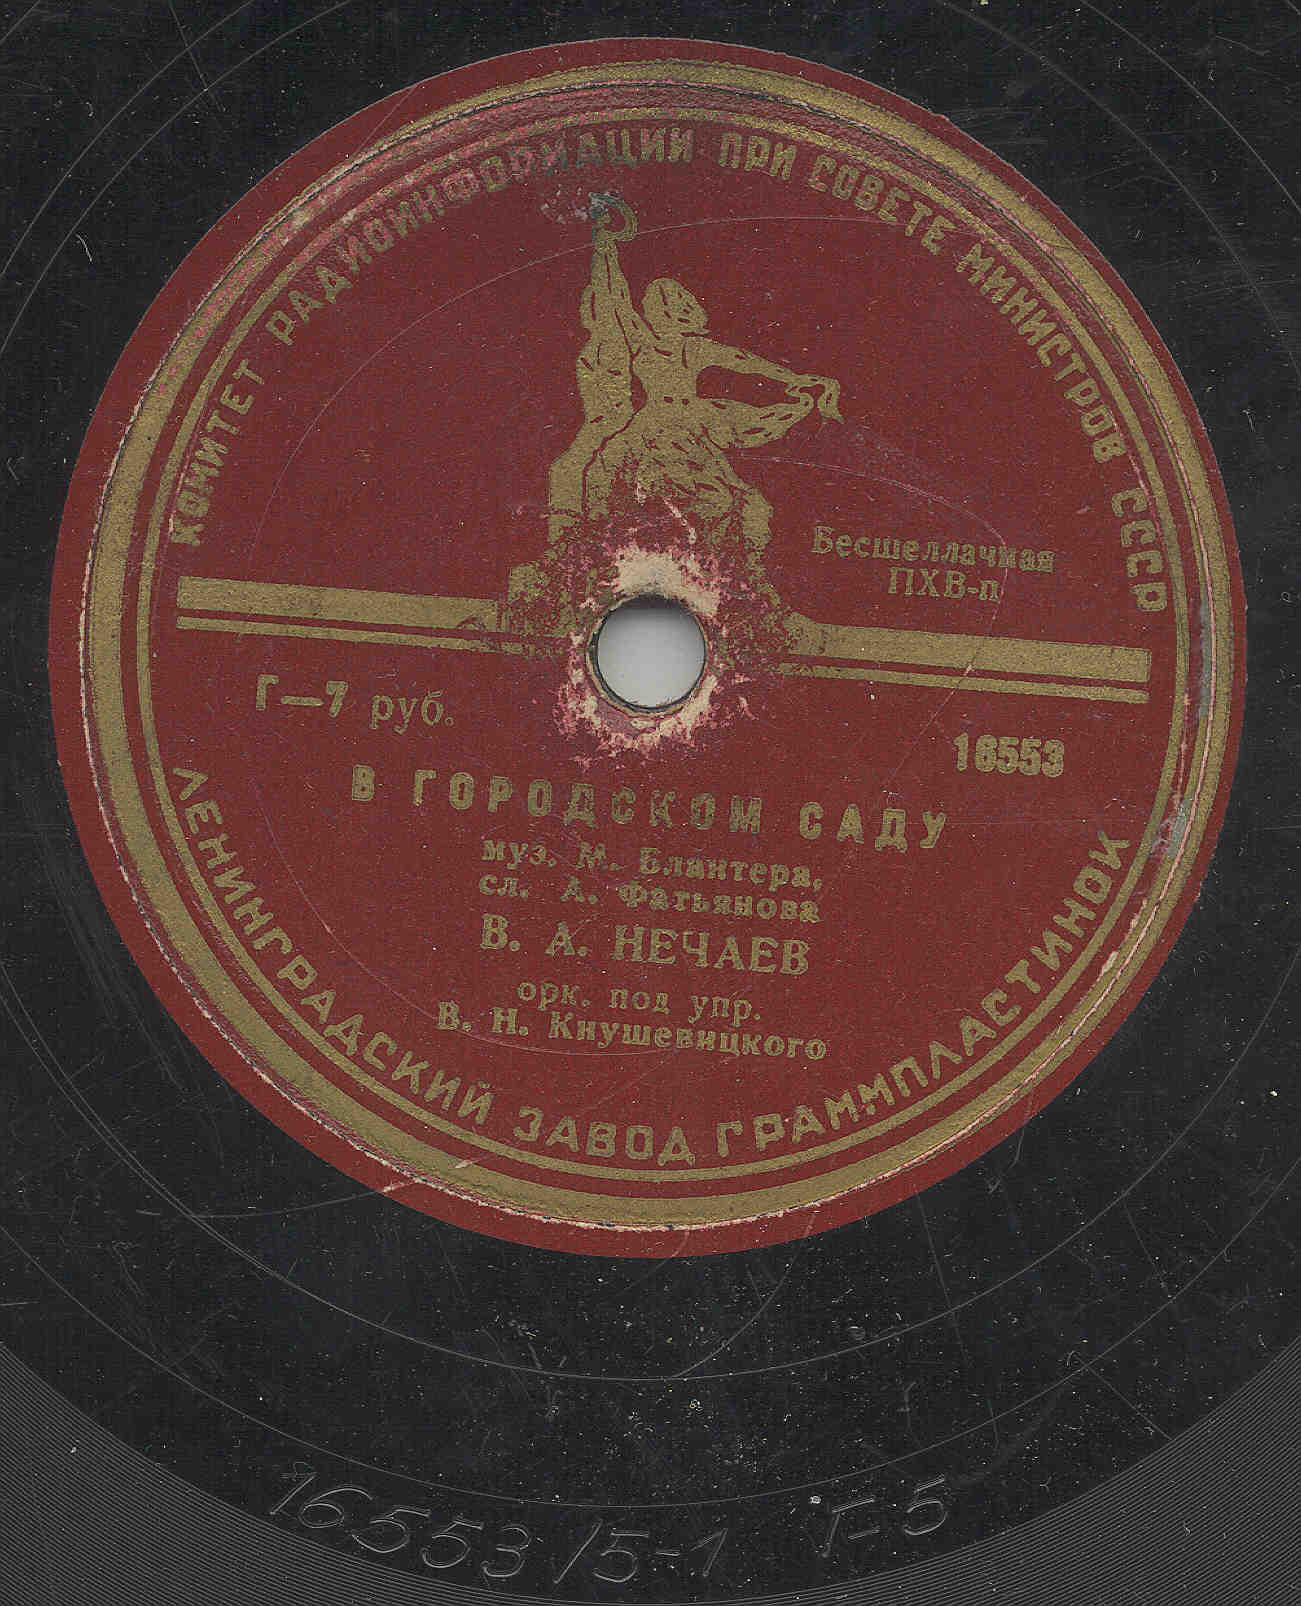 КОМИТЕТ РАДИОИНФОРМАЦИИ ПРИ СОВЕТЕ МИНИСТРОВ СССР
Бесшеллачная
ПХВ-п
Г—7 руб.
16553
В ГОРОДСКОМ САДУ
муз. М. Блантера,
сл. А. Фатьянова
В. А. НЕЧАЕВ
орк. под упр.
В. Н. Кнушевицкого
ЛЕНИНГРАДСКИЙ ЗАВОД ГРАММПЛАСТИНОК
16553/5-1 Г-5